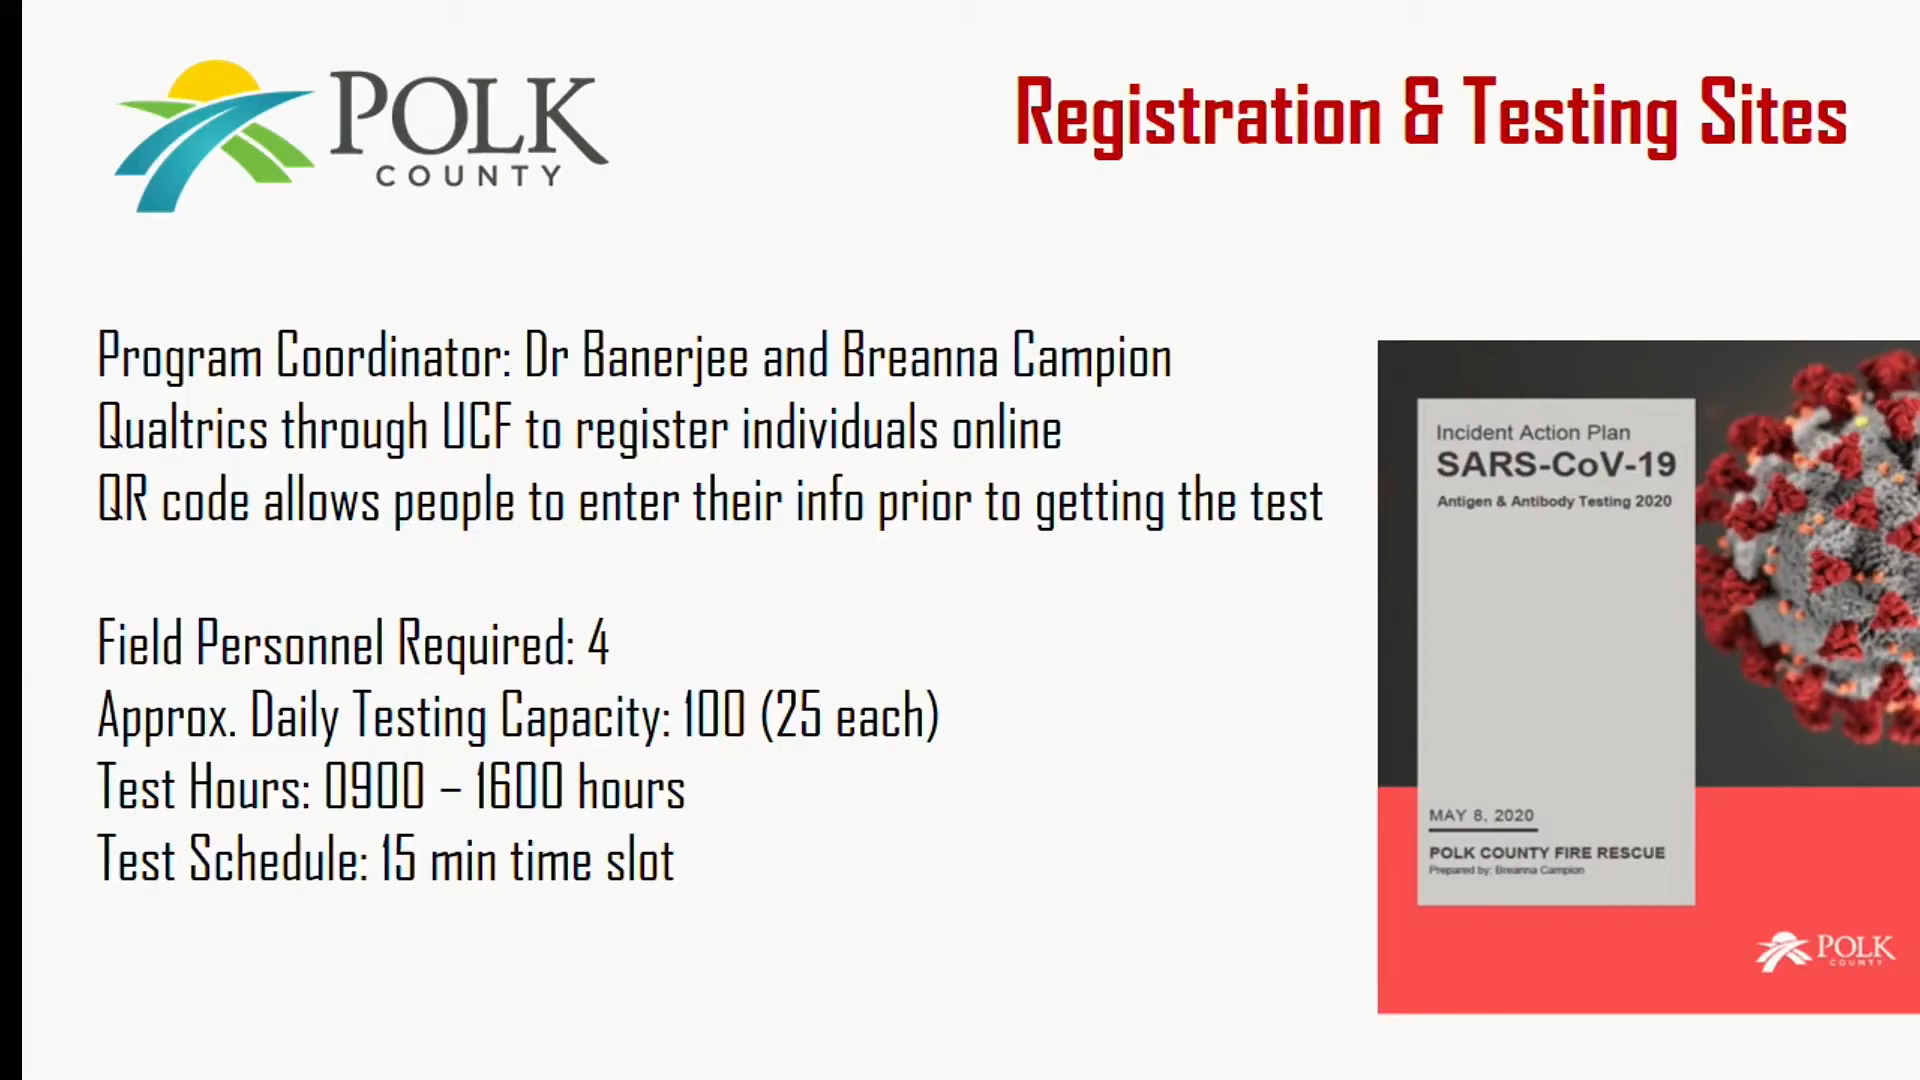 POLK
COUNTY
Registration & Testing Sites
Program Coordinator: Dr Banerjee and Breanna Campion
Qualtrics through UCF to register individuals online
QR code allows people to enter their info prior to getting the test
Field Personnel Required: 4
Approx. Daily Testing Capacity: 100 (25 each)
Test Hours: 0900 – 1600 hours
Test Schedule: 15 min time slot
Incident Action Plan
SARS-CoV-19
Antigen & Antibody Testing 2020
MAY 8, 2020
POLK COUNTY FIRE RESCUE
Prepared by: Breanna Campion
POLK
COUNTY